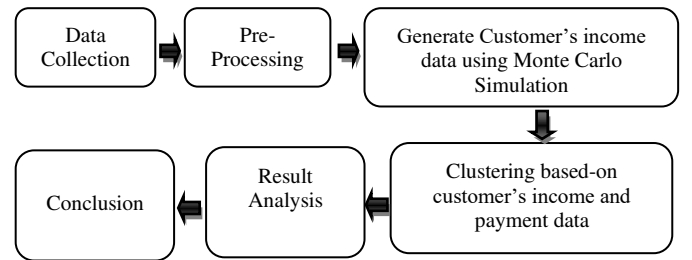 Data
Collection
Pre-
Processing
Generate Customer's income
data using Monte Carlo
Simulation
Clustering based-on
customer's income and
payment data
Result
Analysis
Conclusion